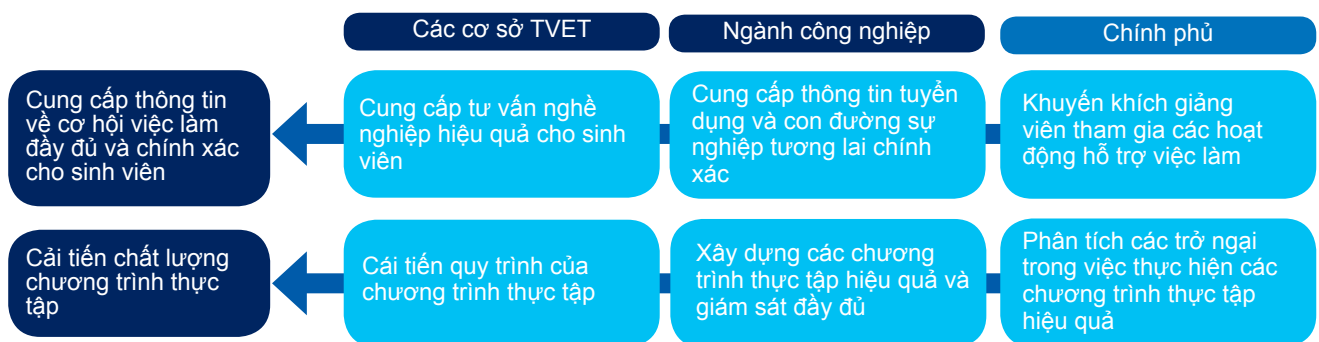 Các cơ sở TVET
Ngành công nghiệp
Chính phủ
Cung cấp thông tin
về cơ hội việc làm
đầy đủ và chính xác
cho sinh viên
Cung cấp tư vấn nghề
nghiệp hiệu quả cho sinh
viên
Cung cấp thông tin tuyển
dụng và con đường sự
nghiệp tương lai chính
xác
Khuyến khích giảng
viên tham gia các hoạt
động hỗ trợ việc làm
Cải tiến chất lượng
chương trình thực
tập
Cái tiến quy trình của
chương trình thực tập
Xây dựng các chương
trình thực tập hiệu quả và
giám sát đầy đủ
Phân tích các trở ngại
trong việc thực hiện các
chương trình thực tập
hiệu quả